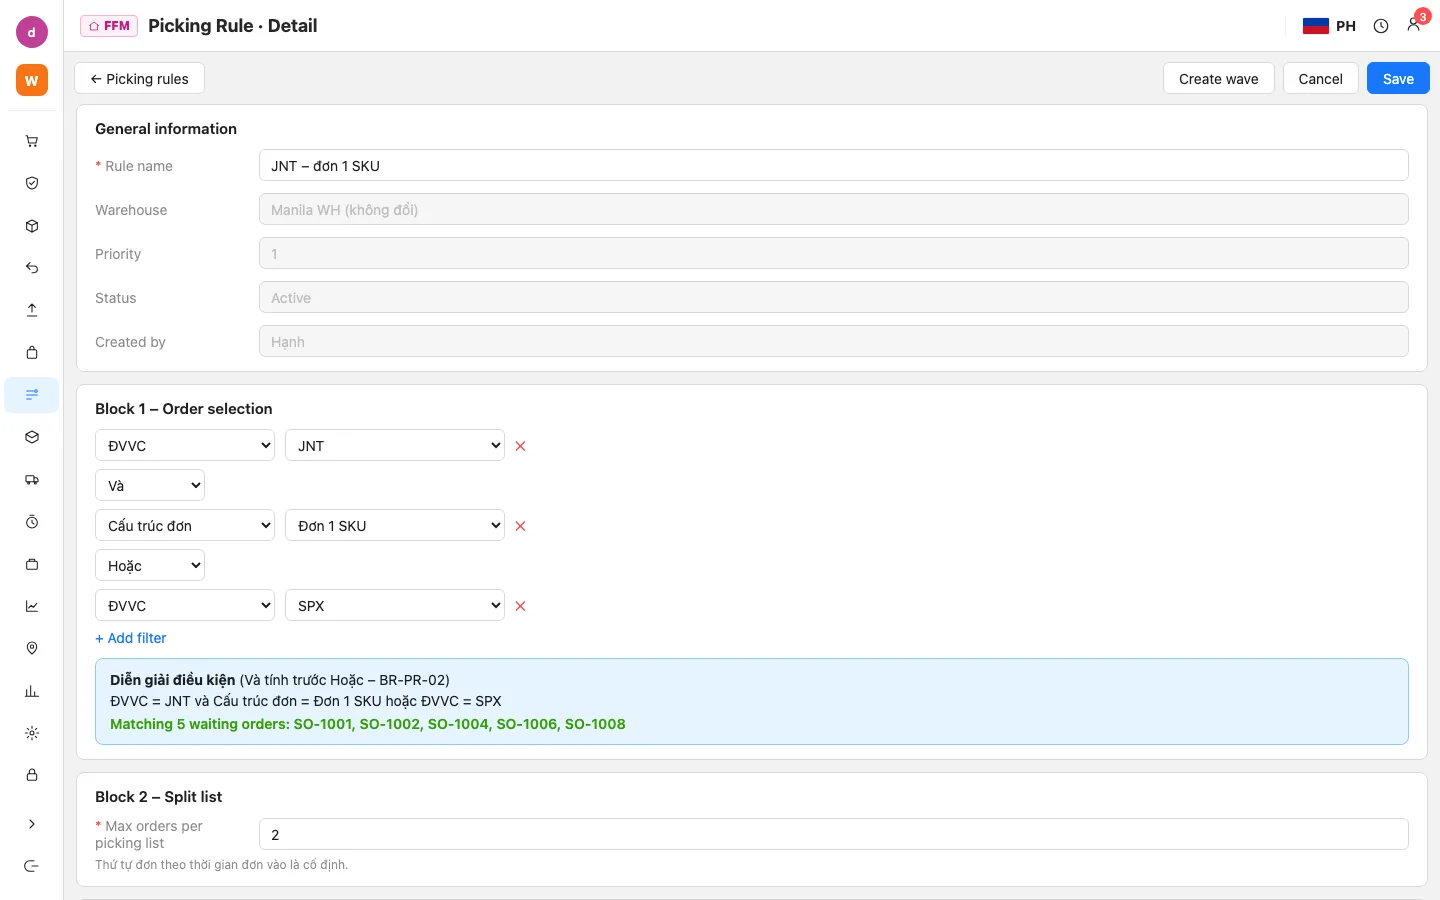 d
FFM
Picking Rule · Detail
PH
3
W
← Picking rules
Create wave
Cancel
Save
General information
* Rule name
JNT – đơn 1 SKU
Warehouse
Manila WH (không đổi)
Priority
1
Status
Active
Created by
Hạnh
Block 1 – Order selection
ĐVVC
JNT
Và
Cấu trúc đơn
Đơn 1 SKU
Hoặc
ĐVVC
SPX
+ Add filter
Diễn giải điều kiện (Và tính trước Hoặc – BR-PR-02)
ĐVVC = JNT và Cấu trúc đơn = Đơn 1 SKU hoặc ĐVVC = SPX
Matching 5 waiting orders: SO-1001, SO-1002, SO-1004, SO-1006, SO-1008
Block 2 – Split list
* Max orders per
picking list
2
Thứ tự đơn theo thời gian đơn vào là cố định.